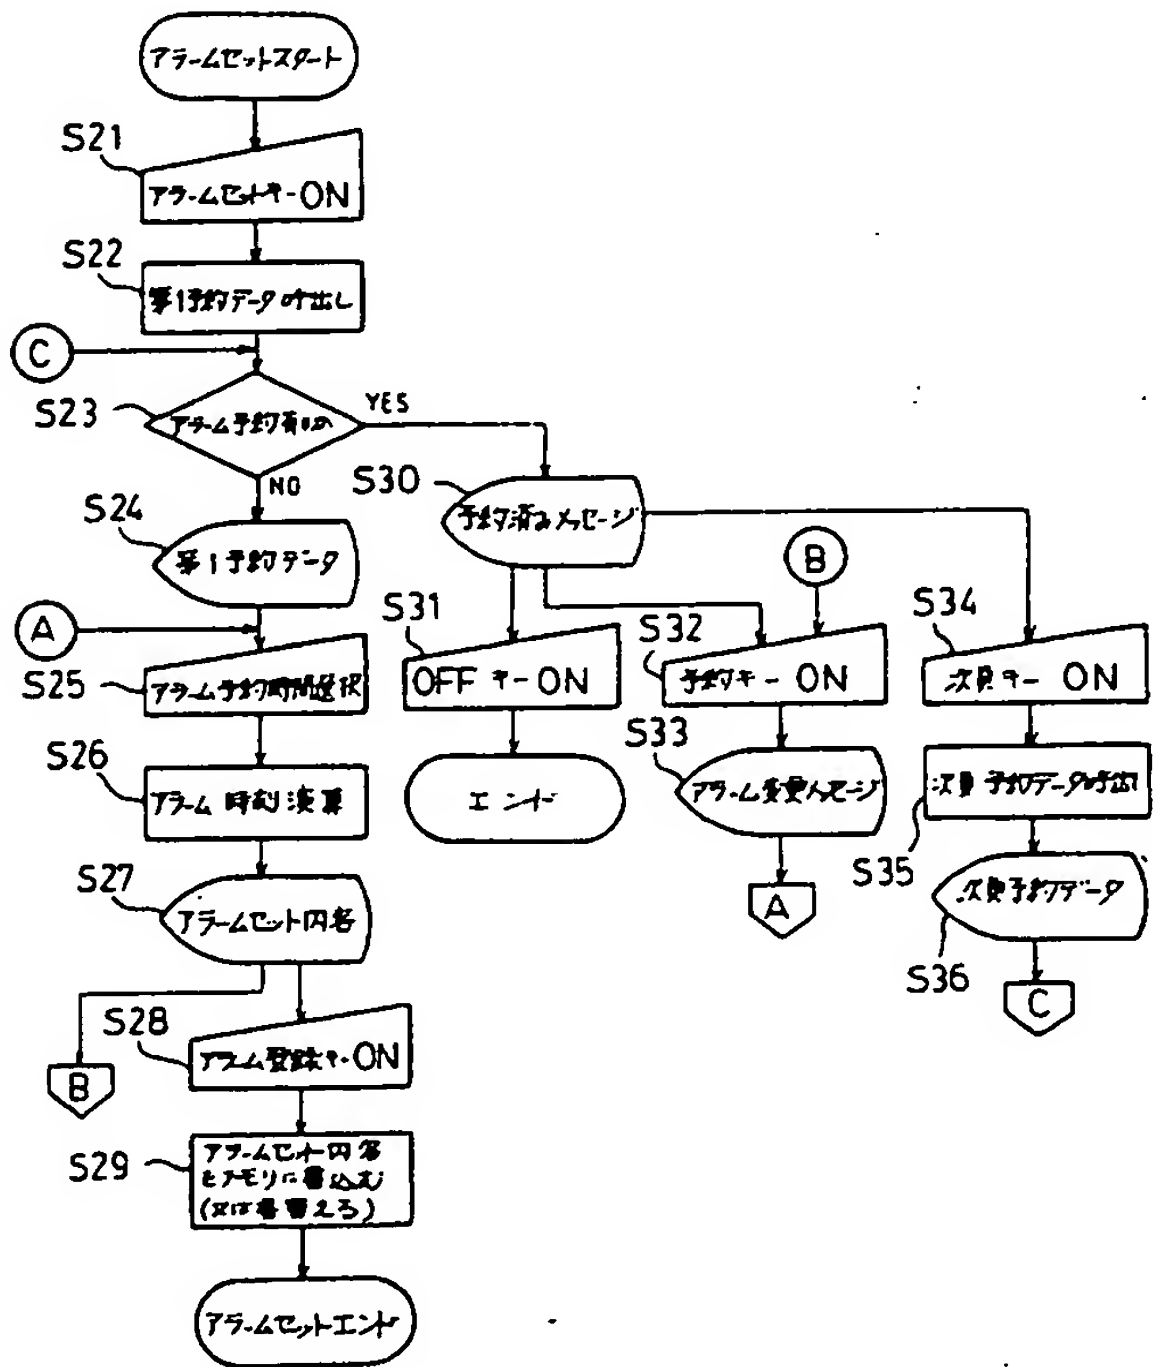 アラームセットスタート
S21
アラームセットキーON
S22
第1予約データ呼出し
C
S23
アラーム予約有りか
YES
NO
S30
予約済みメッセージ
S24
第1予約データ
B
A
S25
アラーム予約時間選択
S31
OFFキーON
S32
予約キーON
S34
次頁キーON
S26
アラーム時刻演算
エンド
S33
アラーム変更メッセージ
S35
次頁予約データ呼出
S27
アラームセット内容
A
S36
次頁予約データ
C
B
S28
アラーム登録キーON
S29
アラームセット内容
をメモリに書込む
(又は書替える)
アラームセットエンド